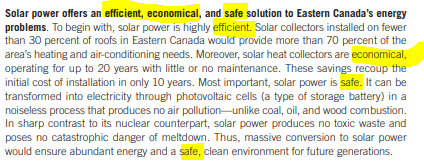 Solar power offers an efficient, economical, and safe solution to Eastern Canada's energy
problems. To begin with, solar power is highly efficient. Solar collectors installed on fewer
than 30 percent of roofs in Eastern Canada would provide more than 70 percent of the
area's heating and air-conditioning needs. Moreover, solar heat collectors are economical,
operating for up to 20 years with little or no maintenance. These savings recoup the
initial cost of installation in only 10 years. Most important, solar power is safe. It can be
transformed into electricity through photovoltaic cells (a type of storage battery) in a
noiseless process that produces no air pollution—unlike coal, oil, and wood combustion.
In sharp contrast to its nuclear counterpart, solar power produces no toxic waste and
poses no catastrophic danger of meltdown. Thus, massive conversion to solar power
would ensure abundant energy and a safe, clean environment for future generations.